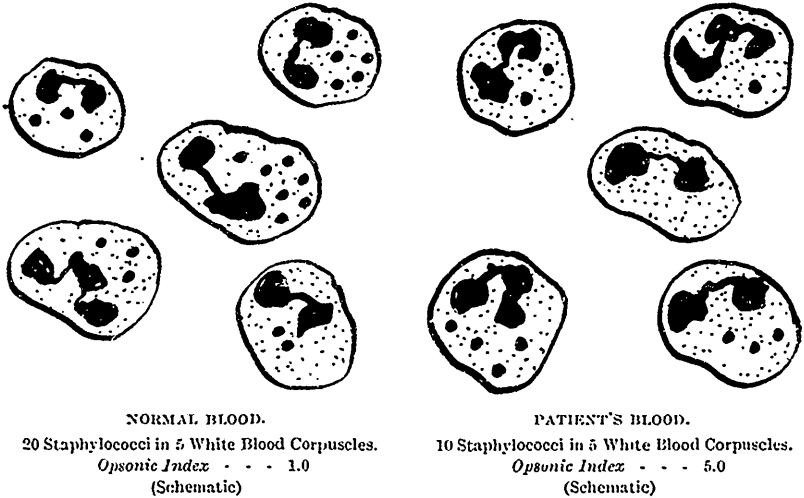 NORMAL BLOOD.
20 Staphylococci in 5 White Blood Corpuscles.
Opsonic Index - - - 1.0
(Schematic)
PATIENT'S BLOOD.
10 Staphylococci in 5 White Blood Corpuscles.
Opsonic Index - - - 5.0
(Schematic)